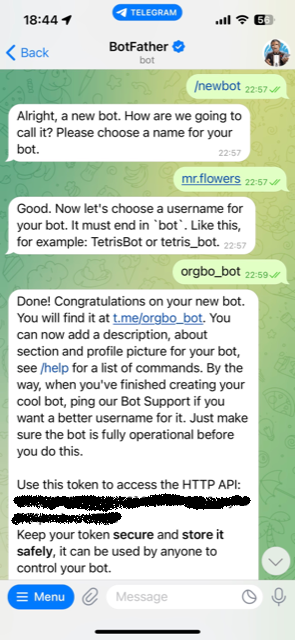 18:44
TELEGRAM
56
Back
BotFather
bot
/newbot 22:57
Alright, a new bot. How are we going to
call it? Please choose a name for your
bot.
22:57
mr.flowers 22:57
Good. Now let's choose a username for
your bot. It must end in `bot`. Like this,
for example: TetrisBot or tetris_bot. 22:57
orgbo_bot 22:59
Done! Congratulations on your new bot.
You will find it at t.me/orgbo_bot. You
can now add a description, about
section and profile picture for your bot,
see /help for a list of commands. By the
way, when you've finished creating your
cool bot, ping our Bot Support if you
want a better username for it. Just make
sure the bot is fully operational before
you do this.
Use this token to access the HTTP API:
Keep your token secure and store it
safely, it can be used by anyone to
control your bot.
Menu
Message